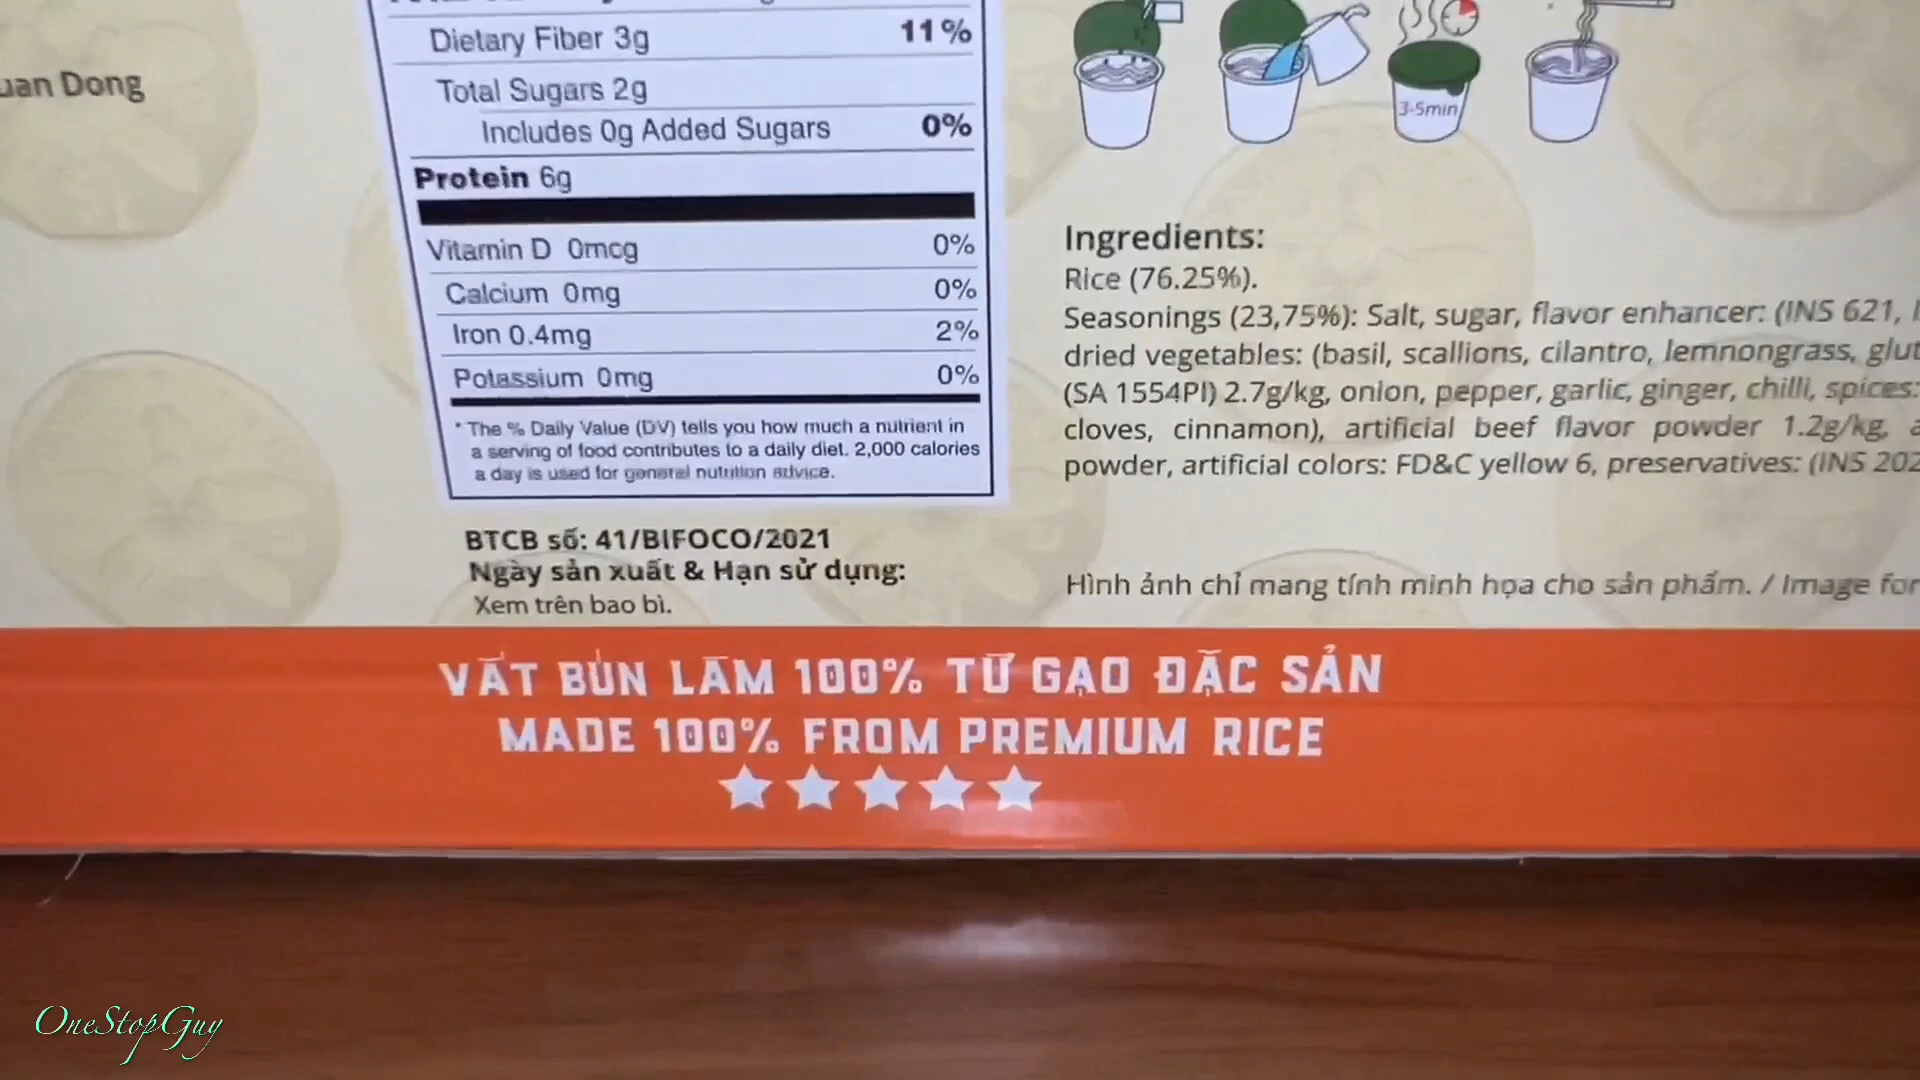 Dietary Fiber 3g 11%
Total Sugars 2g
Includes 0g Added Sugars 0%
Protein 6g
Vitamin D 0mcg 0%
Calcium 0mg 0%
Iron 0.4mg 2%
Potassium 0mg 0%
* The % Daily Value (DV) tells you how much a nutrient in
a serving of food contributes to a daily diet. 2,000 calories
a day is used for general nutrition advice.
BTCB số: 41/BIFOCO/2021
Ngày sản xuất & Hạn sử dụng:
Xem trên bao bì.
Dong
3-5min
Ingredients:
Rice (76.25%).
Seasonings (23,75%): Salt, sugar, flavor enhancer: (INS 621,
dried vegetables: (basil, scallions, cilantro, lemnongrass,
(SA 1554PI) 2.7g/kg, onion, pepper, garlic, ginger, chilli, spices:
cloves, cinnamon), artificial beef flavor powder 1.2g/kg,
powder, artificial colors: FD&C yellow 6, preservatives: (INS 202
Hình ảnh chỉ mang tính minh họa cho sản phẩm. / Image for
VẮT BÚN LÀM 100% TỪ GẠO ĐẶC SẢN
MADE 100% FROM PREMIUM RICE
OneStopGuy